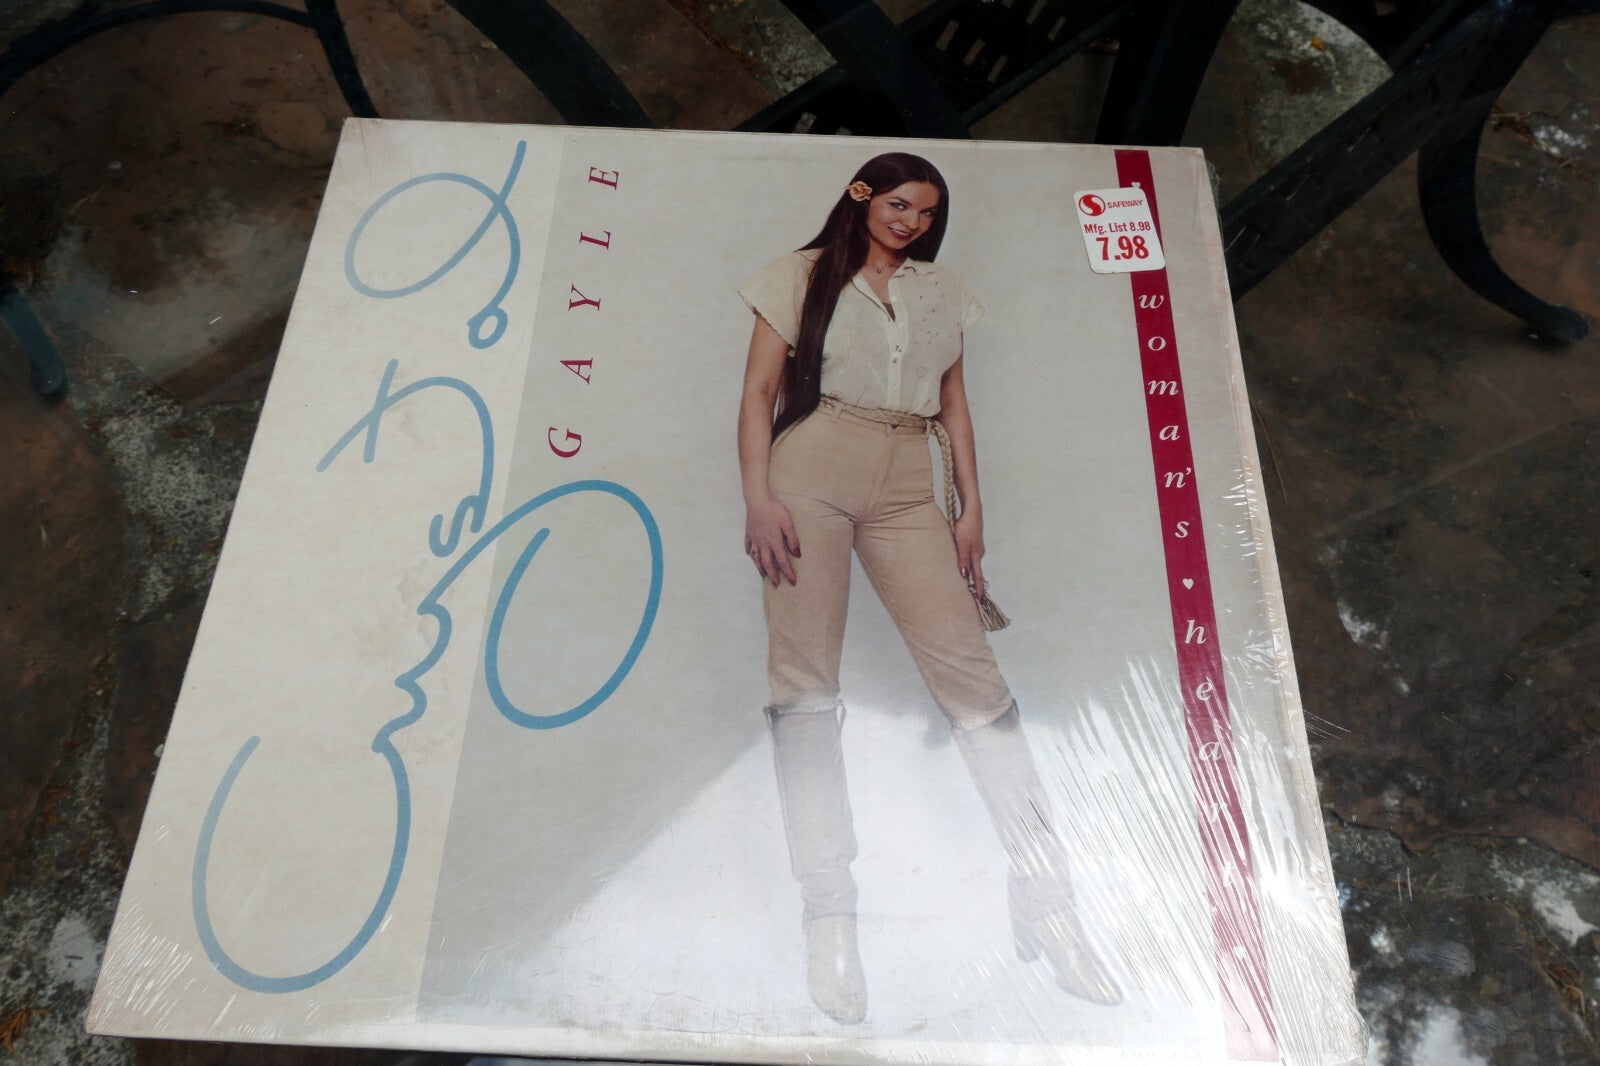 Crystal
GAYLE
SAFEWAY
Mfg. List 8.98
7.98
woman's heart